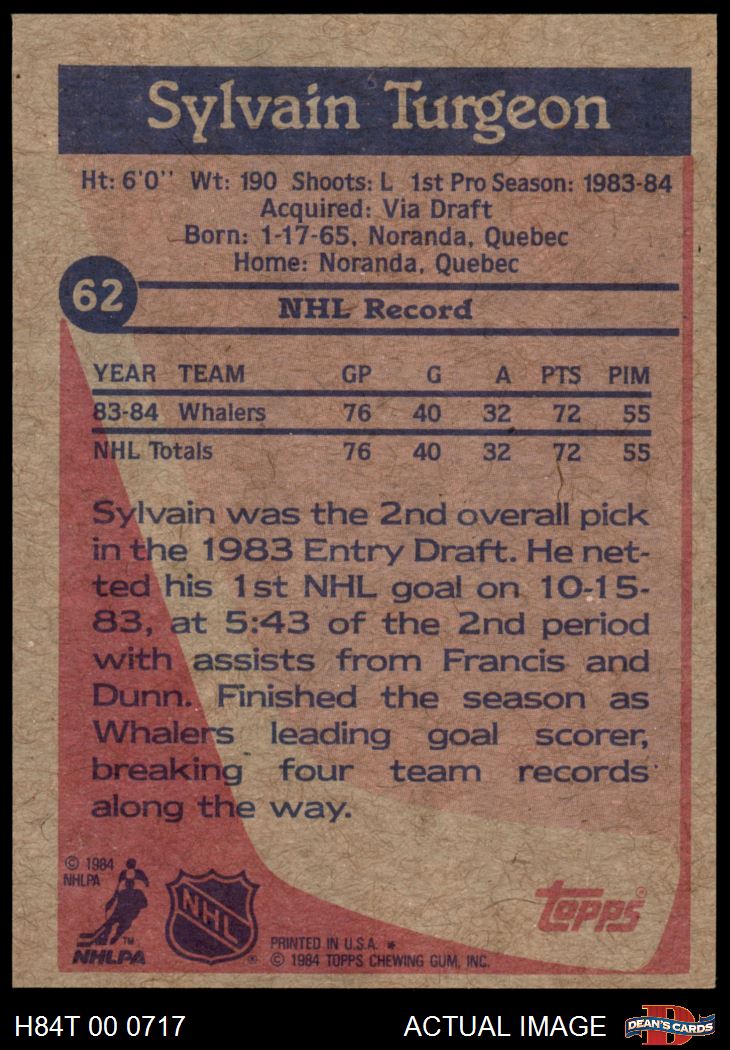 Sylvain Turgeon
Ht: 6'0" Wt: 190 Shoots: L 1st Pro Season: 1983-84
Acquired: Via Draft
Born: 1-17-65, Noranda, Quebec
Home: Noranda, Quebec
62
NHL Record
YEAR TEAM GP G A PTS PIM
83-84 Whalers 76 40 32 72 55
NHL Totals 76 40 32 72 55
Sylvain was the 2nd overall pick
in the 1983 Entry Draft. He net-
ted his 1st NHL goal on 10-15-
83, at 5:43 of the 2nd period
with assists from Francis and
Dunn. Finished the season as
Whalers leading goal scorer,
breaking four team records
along the way.
© 1984
NHLPA
TM
NHLPA
NHL
®
PRINTED IN U.S.A. *
© 1984 TOPPS CHEWING GUM, INC.
topps®
H84T 00 0717
ACTUAL IMAGE
D
DEAN'S CARDS